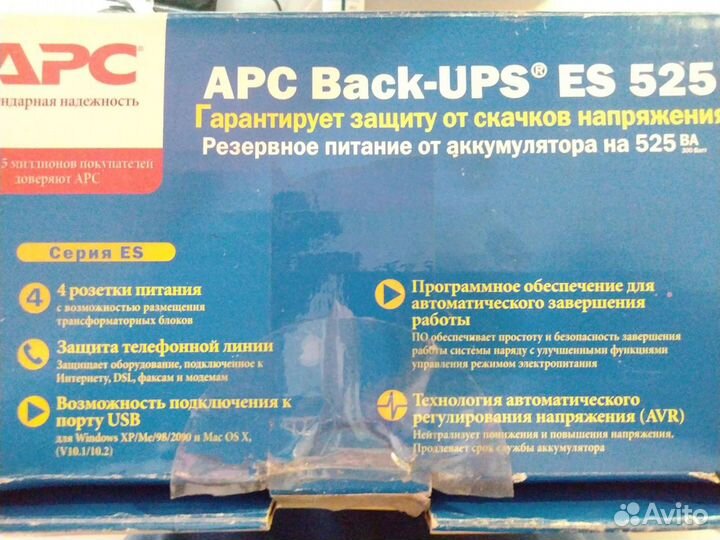 APC®
ндарная надежность
5 миллионов покупателей
доверяют APC
APC Back-UPS® ES 525
Гарантирует защиту от скачков напряжения
Резервное питание от аккумулятора на 525 ВА
300 Ватт
Серия ES
4 4 розетки питания
с возможностью размещения
трансформаторных блоков
Защита телефонной линии
Защищает оборудование, подключенное к
Интернету, DSL, факсам и модемам
Возможность подключения к
порту USB
для Windows XP/Me/98/2000 и Mac OS X,
(V10.1/10.2)
Программное обеспечение для
автоматического завершения
работы
ПО обеспечивает простоту и безопасность завершения
работы системы наряду с улучшенными функциями
управления режимом электропитания
Технология автоматического
регулирования напряжения (AVR)
Нейтрализует понижения и повышения напряжения.
Продлевает срок службы аккумулятора
Avito